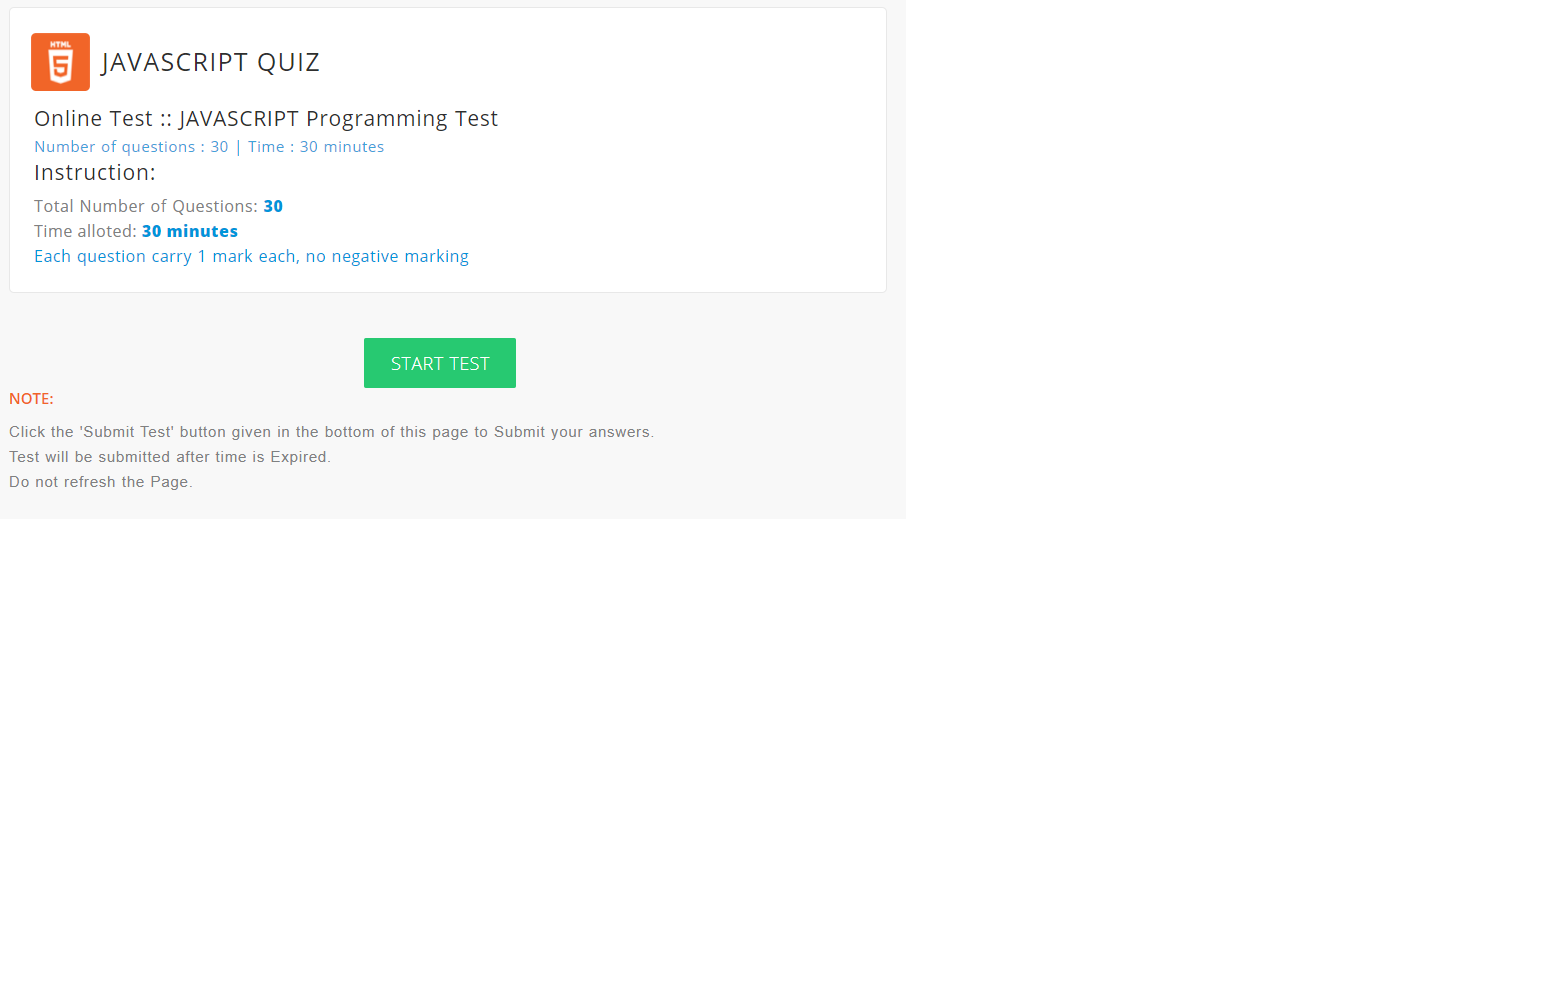 HTML
5
JAVASCRIPT QUIZ
Online Test :: JAVASCRIPT Programming Test
Number of questions : 30 | Time : 30 minutes
Instruction:
Total Number of Questions: 30
Time alloted: 30 minutes
Each question carry 1 mark each, no negative marking
START TEST
NOTE:
Click the 'Submit Test' button given in the bottom of this page to Submit your answers.
Test will be submitted after time is Expired.
Do not refresh the Page.